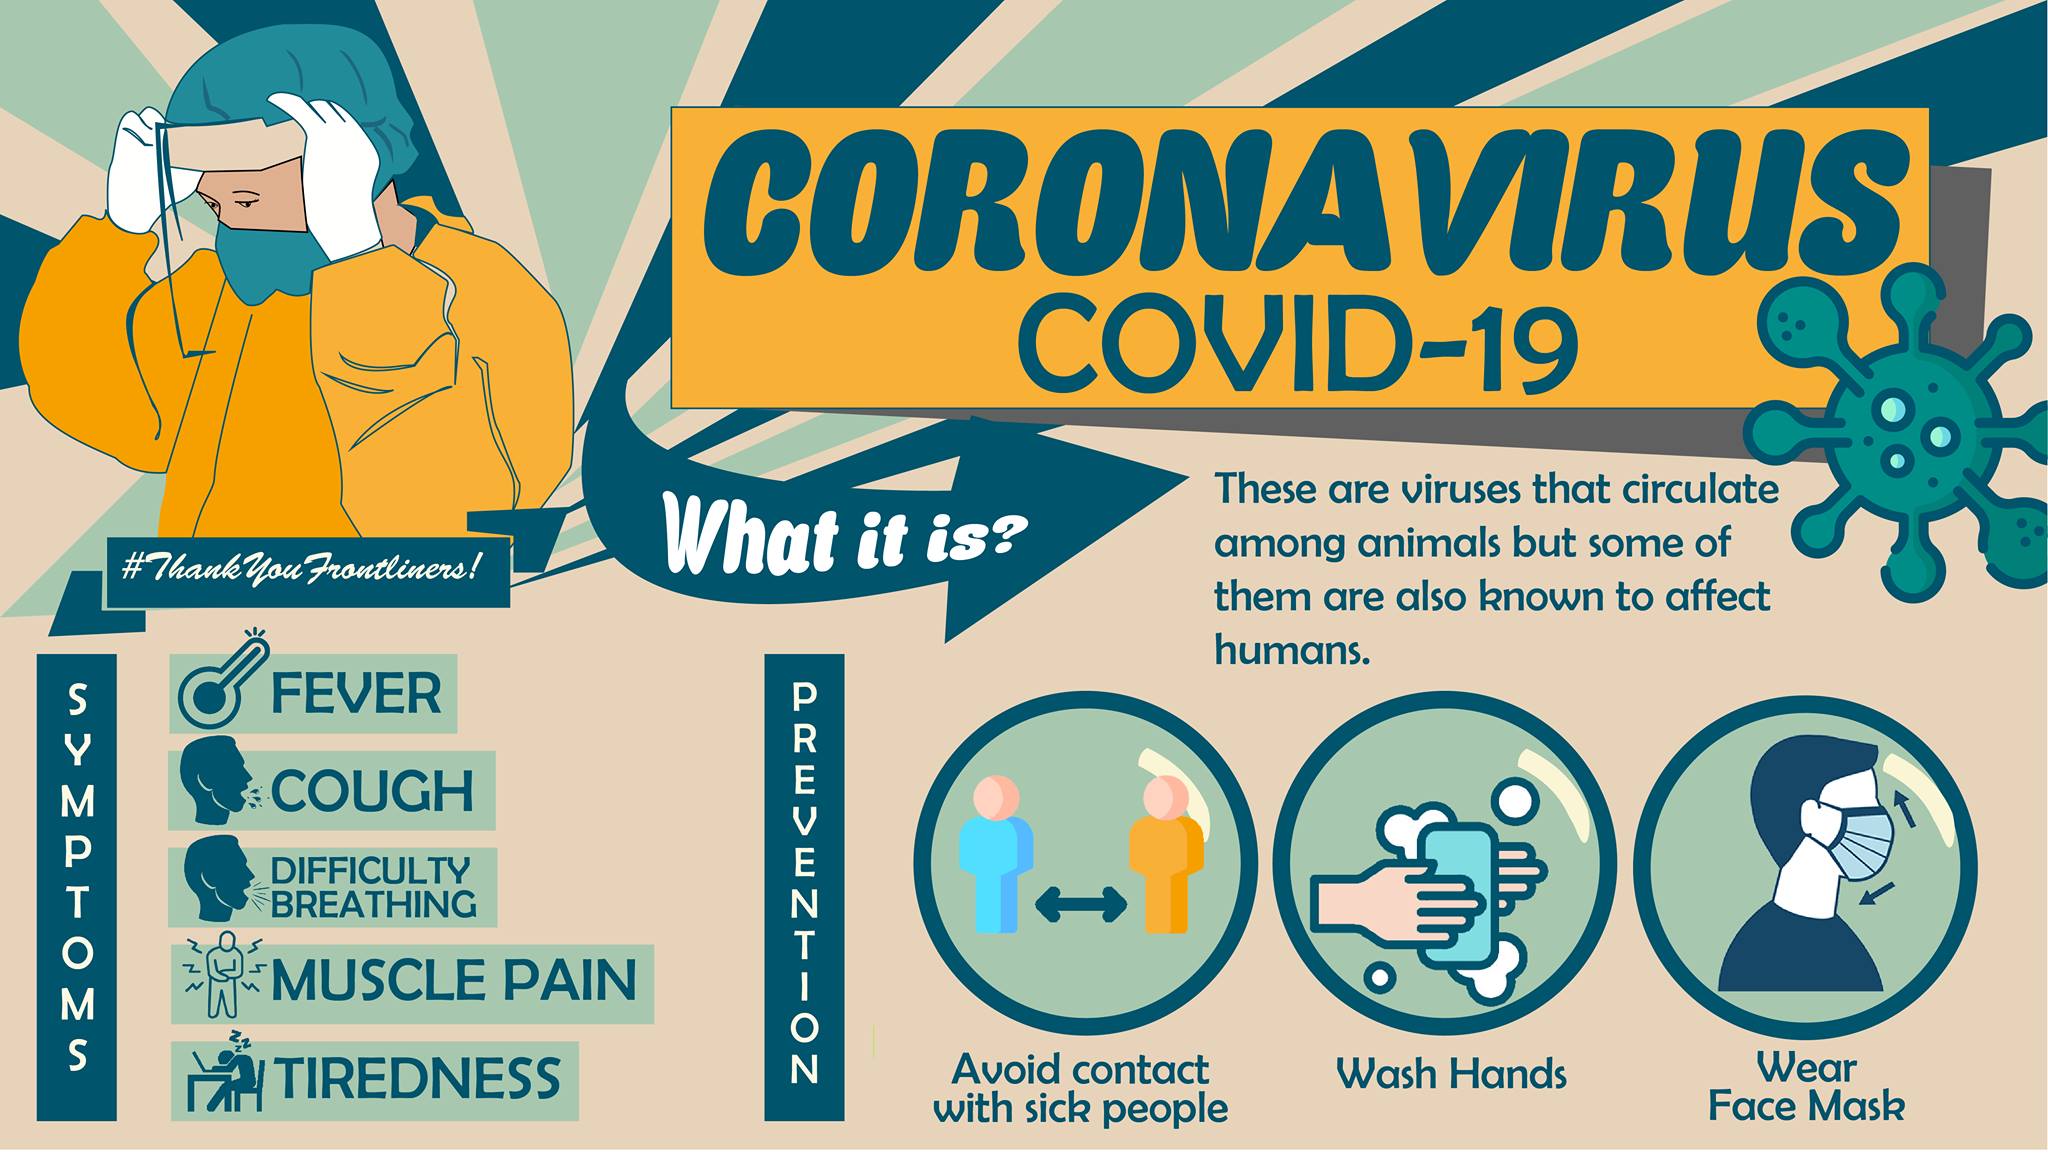 CORONAVIRUS
COVID-19
What it is?
These are viruses that circulate
among animals but some of
them are also known to affect
humans.
#ThankYouFrontliners!
SYMPTOMS
FEVER
COUGH
DIFFICULTY
BREATHING
MUSCLE PAIN
TIREDNESS
PREVENTION
Avoid contact
with sick people
Wash Hands
Wear
Face Mask